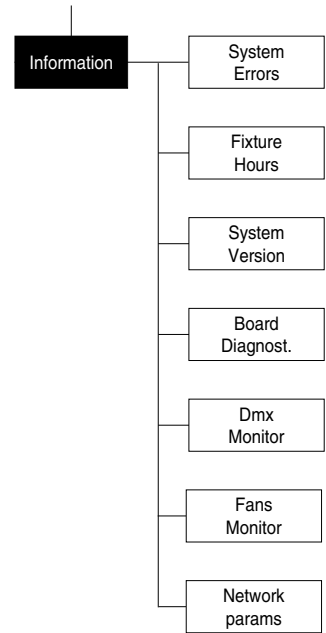 Information
System
Errors
Fixture
Hours
System
Version
Board
Diagnost.
Dmx
Monitor
Fans
Monitor
Network
params